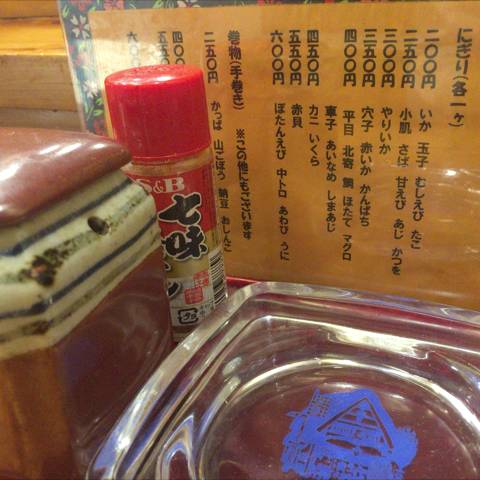 にぎり(各一ヶ)
二〇〇円 いか 玉子 むしえび たこ
二五〇円 小肌 さば 甘えび あじ かつを
三〇〇円 やりいか
三五〇円 穴子 赤いか かんぱち
四〇〇円 平目 北寄 鯛 ほたて マグロ
車子 あいなめ しまあじ
四五〇円 カニ いくら
五五〇円 赤貝
六〇〇円 ぼたんえび 中トロ あわび うに
※この他にもございます
巻物(手巻き)
二五〇円 かっぱ 山ごぼう 納豆 おしんこ
四〇〇
五五
六〇
S&B
七味